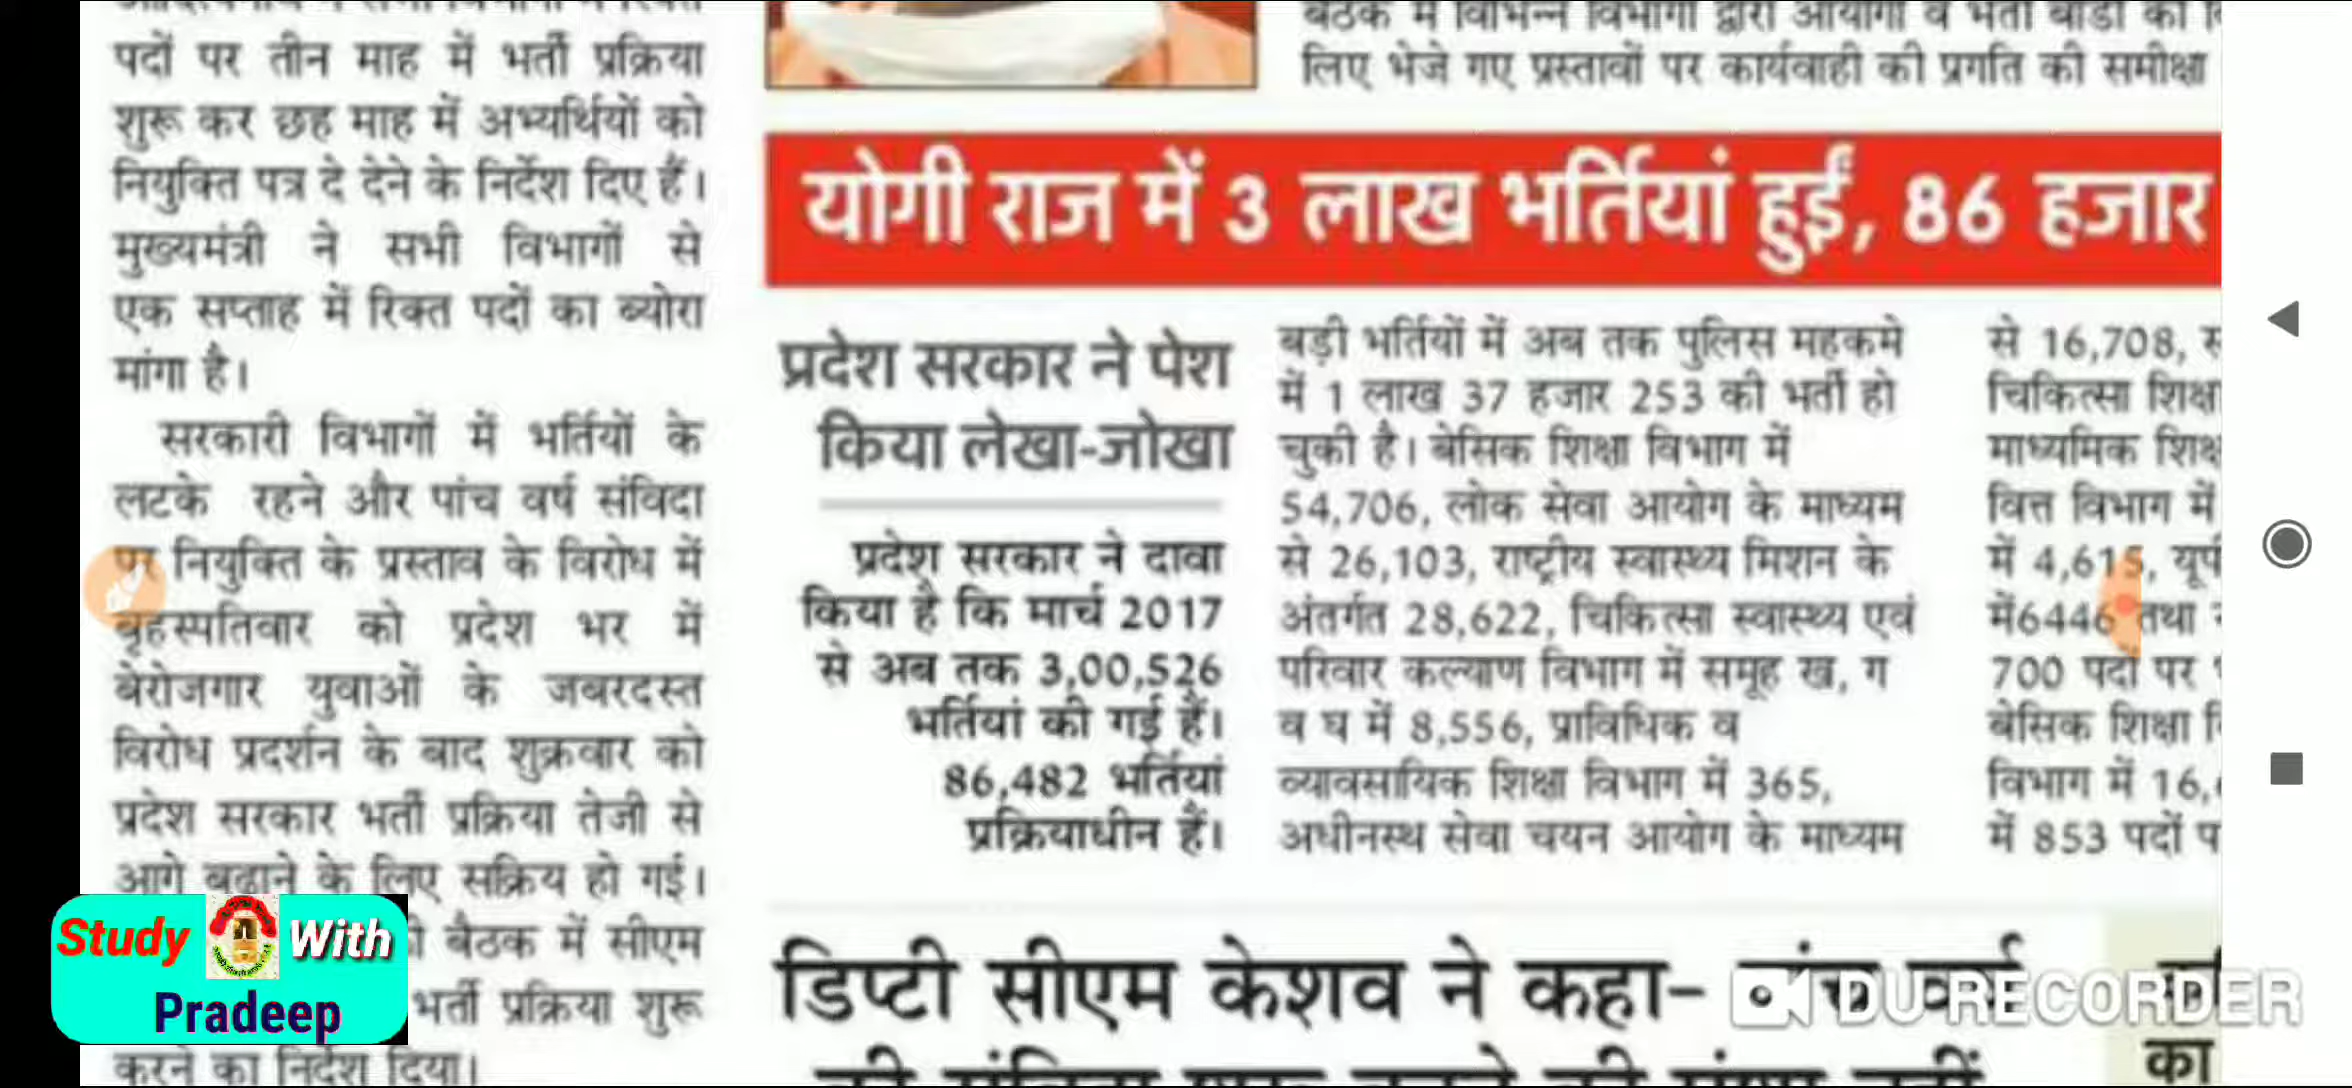 पदों पर तीन माह में भर्ती प्रक्रिया
शुरू कर छह माह में अभ्यर्थियों को
नियुक्ति पत्र दे देने के निर्देश दिए हैं।
मुख्यमंत्री ने सभी विभागों से
एक सप्ताह में रिक्त पदों का ब्योरा
मांगा है।
सरकारी विभागों में भर्तियों के
लटके रहने और पांच वर्ष संविदा
पर नियुक्ति के प्रस्ताव के विरोध में
बृहस्पतिवार को प्रदेश भर में
बेरोजगार युवाओं के जबरदस्त
विरोध प्रदर्शन के बाद शुक्रवार को
प्रदेश सरकार भर्ती प्रक्रिया तेजी से
आगे बढ़ाने के लिए सक्रिय हो गई।
बैठक में सीएम
भर्ती प्रक्रिया शुरू
करने का निर्देश दिया।
बैठक में विभिन्न विभागों द्वारा आयोगों व भर्ती बोर्डों को
लिए भेजे गए प्रस्तावों पर कार्यवाही की प्रगति की समीक्षा
योगी राज में 3 लाख भर्तियां हुईं, 86 हजार
प्रदेश सरकार ने पेश
किया लेखा-जोखा
प्रदेश सरकार ने दावा
किया है कि मार्च 2017
से अब तक 3,00,526
भर्तियां की गई हैं।
86,482 भर्तियां
प्रक्रियाधीन हैं।
बड़ी भर्तियों में अब तक पुलिस महकमे
में 1 लाख 37 हजार 253 की भर्ती हो
चुकी है। बेसिक शिक्षा विभाग में
54,706, लोक सेवा आयोग के माध्यम
से 26,103, राष्ट्रीय स्वास्थ्य मिशन के
अंतर्गत 28,622, चिकित्सा स्वास्थ्य एवं
परिवार कल्याण विभाग में समूह ख, ग
व घ में 8,556, प्राविधिक व
व्यावसायिक शिक्षा विभाग में 365,
अधीनस्थ सेवा चयन आयोग के माध्यम
से 16,708,
चिकित्सा
माध्यमिक
वित्त विभाग में
में 4,615,
में6446 तथा
700 पदों पर
बेसिक शिक्षा
विभाग में 16,
में 853 पदों
डिप्टी सीएम केशव ने कहा- पांच वर्ष
का
Study With
Pradeep
DU RECORDER